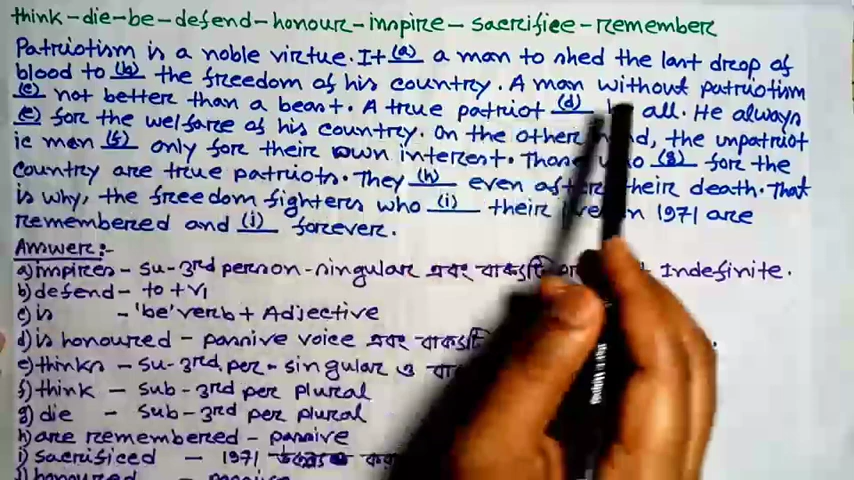 think-die-be-defend-honour-inspire-sacrifice-remember
Patriotism is a noble virtue. It (a) a man to shed the last drop of
blood to (b) the freedom of his country. A man without patriotism
(c) not better than a beast. A true patriot (d) all. He always
(e) for the welfare of his country. On the other hand, the unpatriot
ic men (f) only for their own interest. Those who (g) for the
country are true patriots. They (h) even after their death. That
is why, the freedom fighters who (i) their in 1971 are
remembered and (j) forever.
Answer:-
a) inspires - su-3rd person-singular এবং বাক্যটি Indefinite.
b) defend - to+v1
c) is - 'be' verb + Adjective
d) is honoured - passive voice এবং বাক্যটি
e) thinks - su-3rd per-singular ও
f) think - sub-3rd per plural
g) die - sub-3rd per plural
h) are remembered - passive
i) sacrificed - 1971
j) honoured - passive